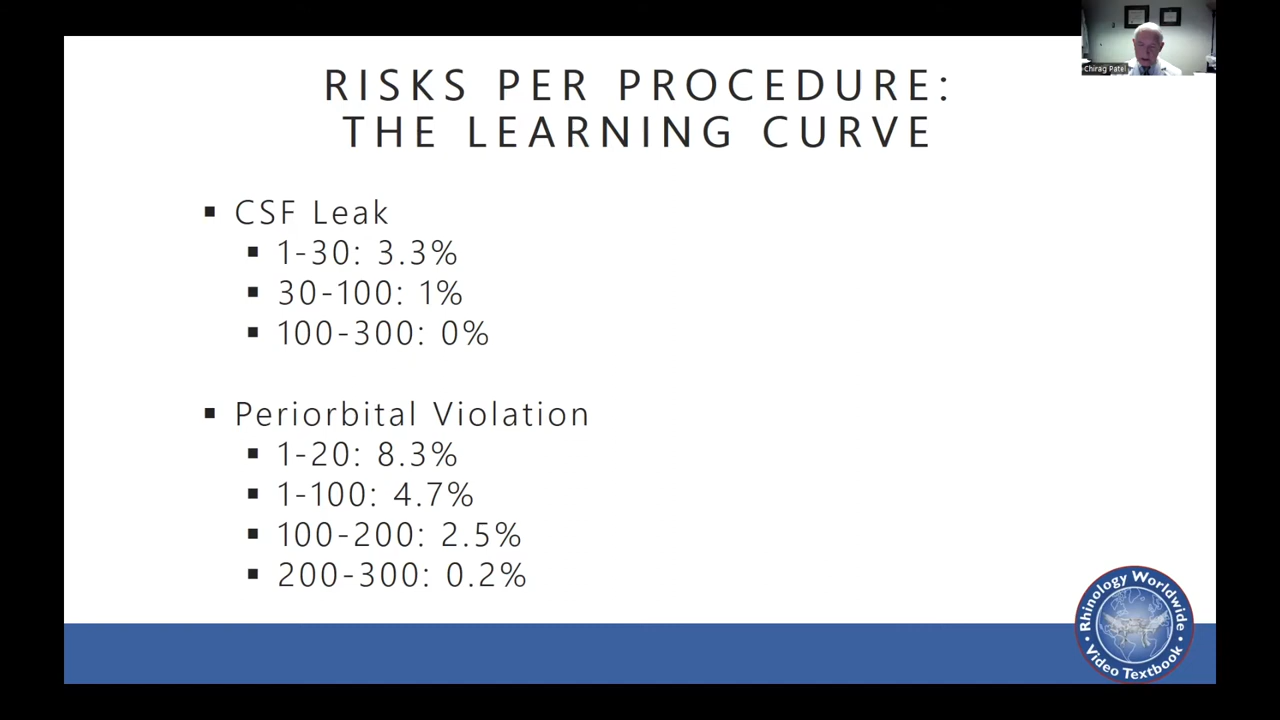 Chirag Patel
RISKS PER PROCEDURE:
THE LEARNING CURVE
▪ CSF Leak
▪ 1-30: 3.3%
▪ 30-100: 1%
▪ 100-300: 0%
▪ Periorbital Violation
▪ 1-20: 8.3%
▪ 1-100: 4.7%
▪ 100-200: 2.5%
▪ 200-300: 0.2%
Rhinology Worldwide
• Video Textbook •